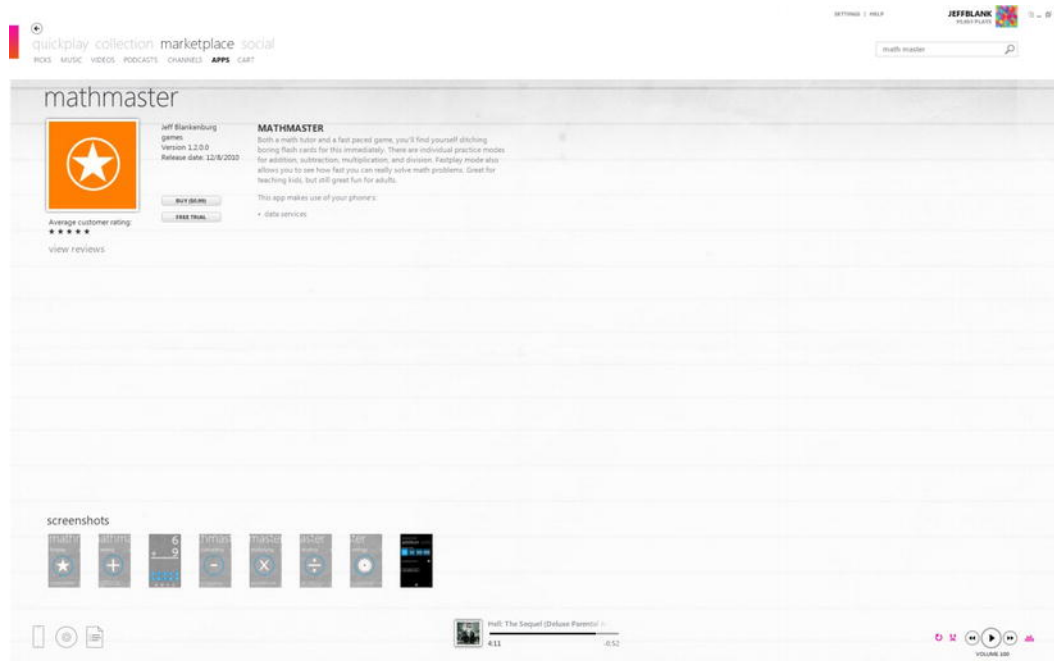 SETTINGS | HELP
JEFFBLANK
quickplay collection marketplace social
PICKS MUSIC VIDEOS PODCASTS CHANNELS APPS CART
math master
mathmaster
Jeff Blankenburg
games
Version 1.2.0.0
Release date: 12/8/2010
BUY ($0.99)
FREE TRIAL
Average customer rating:
view reviews
MATHMASTER
Both a math tutor and a fast paced game, you'll find yourself ditching
boring flash cards for this immediately. There are individual practice modes
for addition, subtraction, multiplication, and division. Fastplay mode also
allows you to see how fast you can really solve math problems. Great for
teaching kids, but still great fun for adults.
This app makes use of your phone's:
• data services
screenshots
6
+ 9
Hell: The Sequel (Deluxe Parental
4:11 -0:52
VOLUME 100